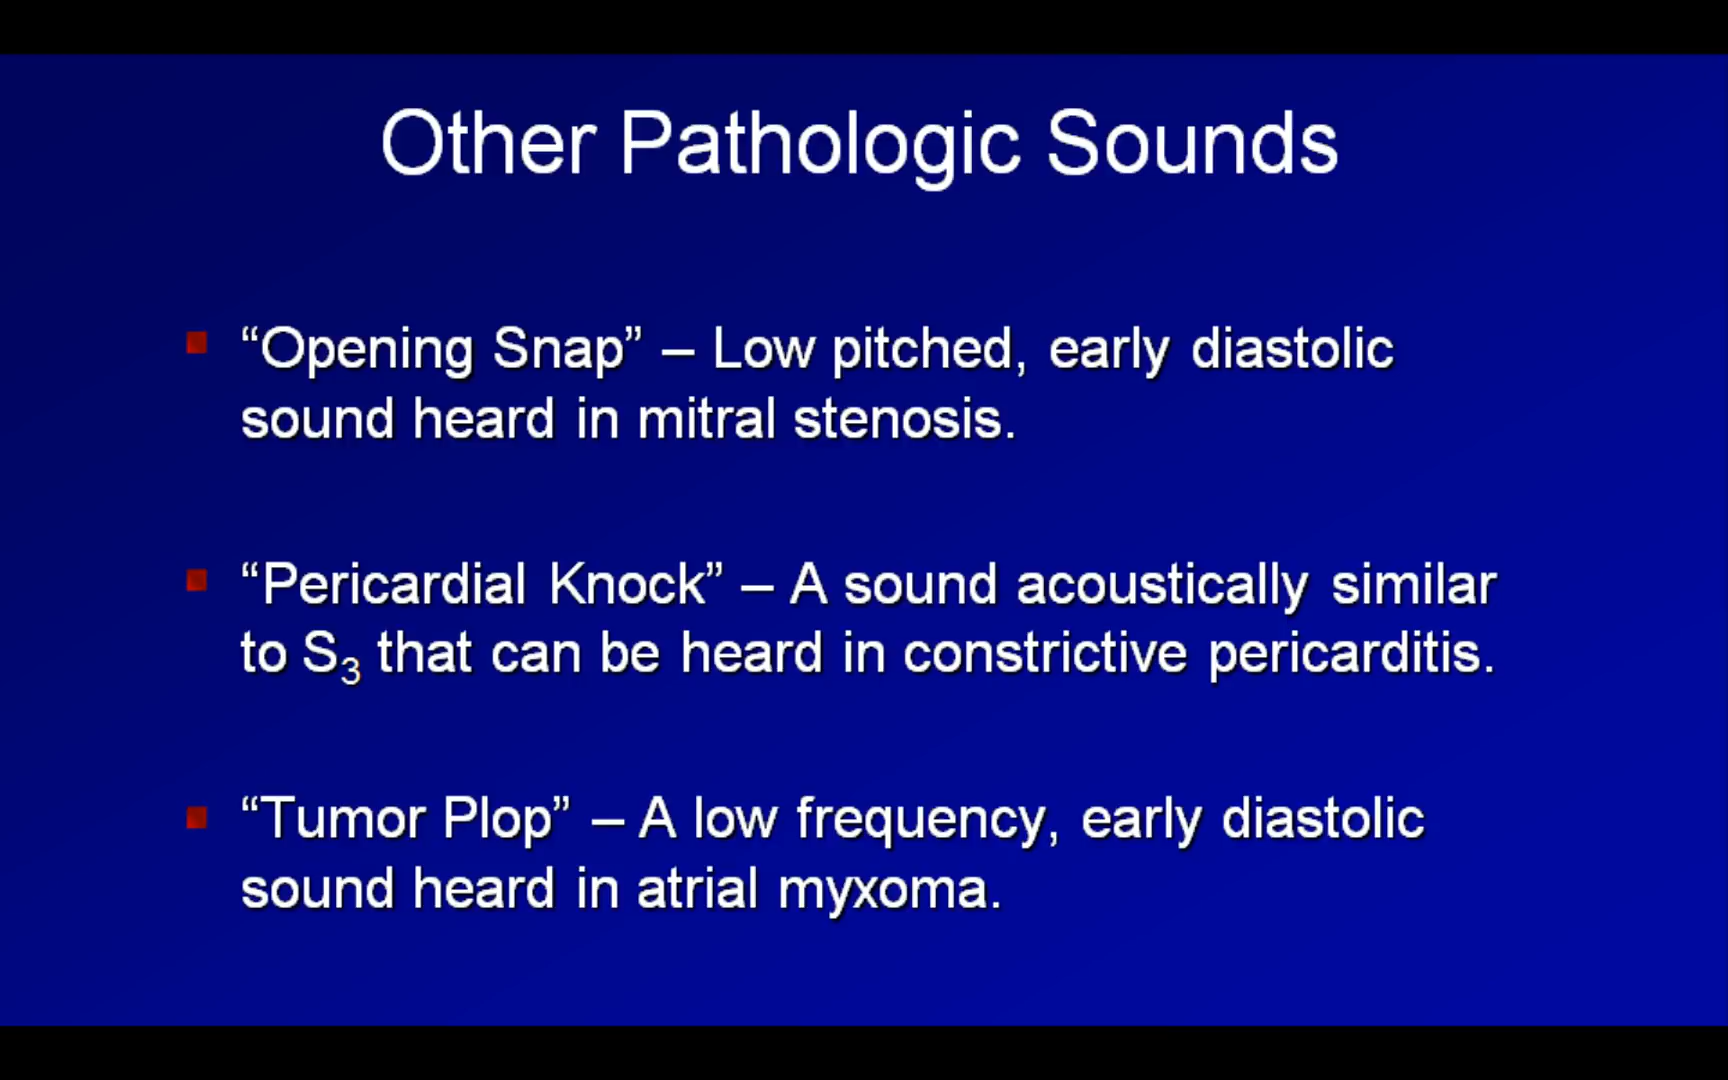 Other Pathologic Sounds
“Opening Snap” – Low pitched, early diastolic
sound heard in mitral stenosis.
“Pericardial Knock” – A sound acoustically similar
to S₃ that can be heard in constrictive pericarditis.
“Tumor Plop” – A low frequency, early diastolic
sound heard in atrial myxoma.